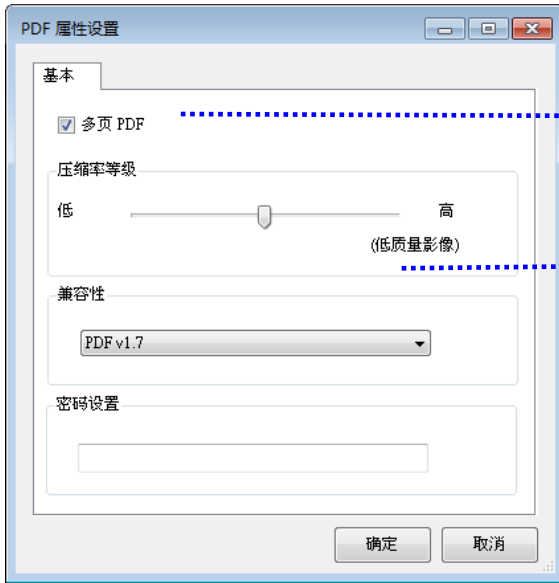 PDF 属性设置
基本
多页 PDF
压缩率等级
低 高
(低质量影像)
兼容性
PDF v1.7
密码设置
确定 取消